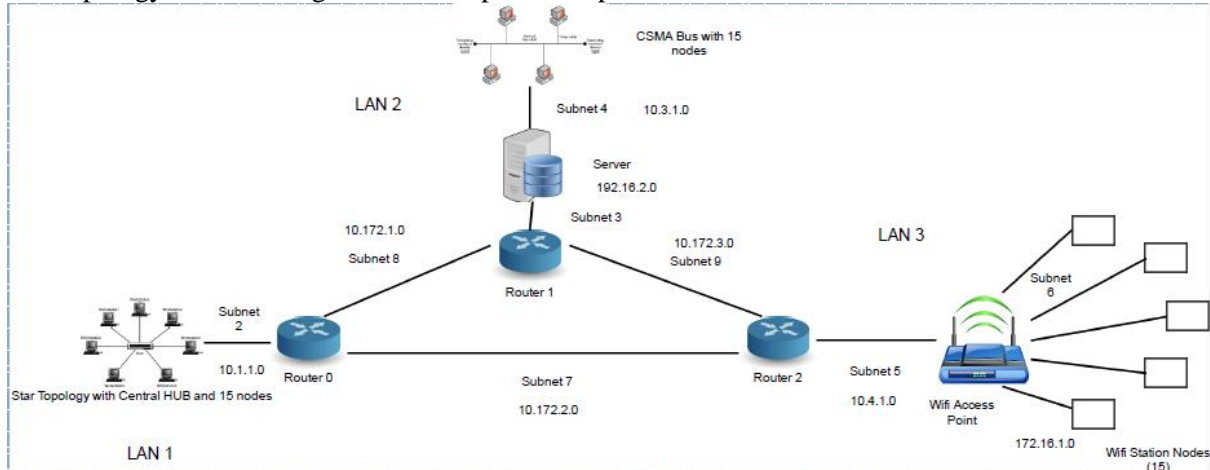 CSMA Bus with 15
nodes
LAN 2
Subnet 4
10.3.1.0
Server
192.16.2.0
Subnet 3
10.172.1.0
Subnet 8
10.172.3.0
Subnet 9
LAN 3
Router 1
Subnet
6
Subnet
2
10.1.1.0
Router 0
Router 2
Subnet 7
10.172.2.0
Subnet 5
10.4.1.0
Wifi Access
Point
172.16.1.0
Star Topology with Central HUB and 15 nodes
LAN 1
Wifi Station Nodes
(15)